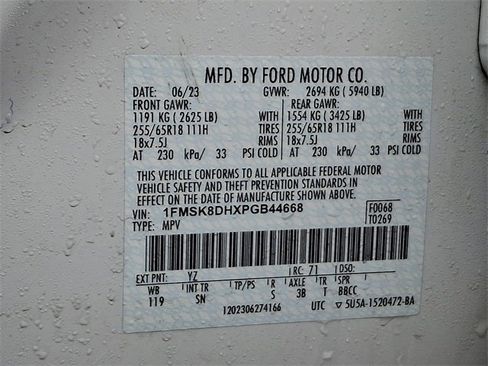 MFD. BY FORD MOTOR CO.
DATE: 06/23 GVWR: 2694 KG ( 5940 LB)
FRONT GAWR: REAR GAWR:
1191 KG ( 2625 LB) WITH 1554 KG ( 3425 LB) WITH
255/65R18 111H TIRES 255/65R18 111H TIRES
18x7.5J RIMS 18x7.5J RIMS
AT 230 kPa/ 33 PSI COLD AT 230 kPa/ 33 PSI COLD
THIS VEHICLE CONFORMS TO ALL APPLICABLE FEDERAL MOTOR
VEHICLE SAFETY AND THEFT PREVENTION STANDARDS IN
EFFECT ON THE DATE OF MANUFACTURE SHOWN ABOVE.
VIN: 1FMSK8DHXPGB44668 F0068
TYPE: MPV T0269
EXT PNT: YZ RC: 71 DSO:
WB INT TR TP/PS R AXLE TR SPR
119 SN S 3B T BBCC
1202306274166 UTC ▽ 5U5A-1520472-BA